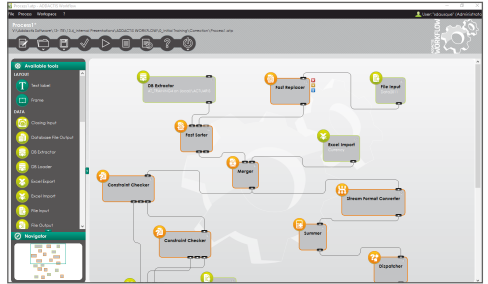 File Process Workspace ?
Process1*
Available tools
LAYOUT
Text label
Frame
DATA
Closing Input
Database File Output
DB Extractor
DB Loader
Excel Export
Excel Import
File Input
File Output
Navigator
DB Extractor
Fast Replacer
File Input
Fast Sorter
Excel Import
Merger
Constraint Checker
Stream Format Converter
Constraint Checker
Summer
Dispatcher
WORKFLOW